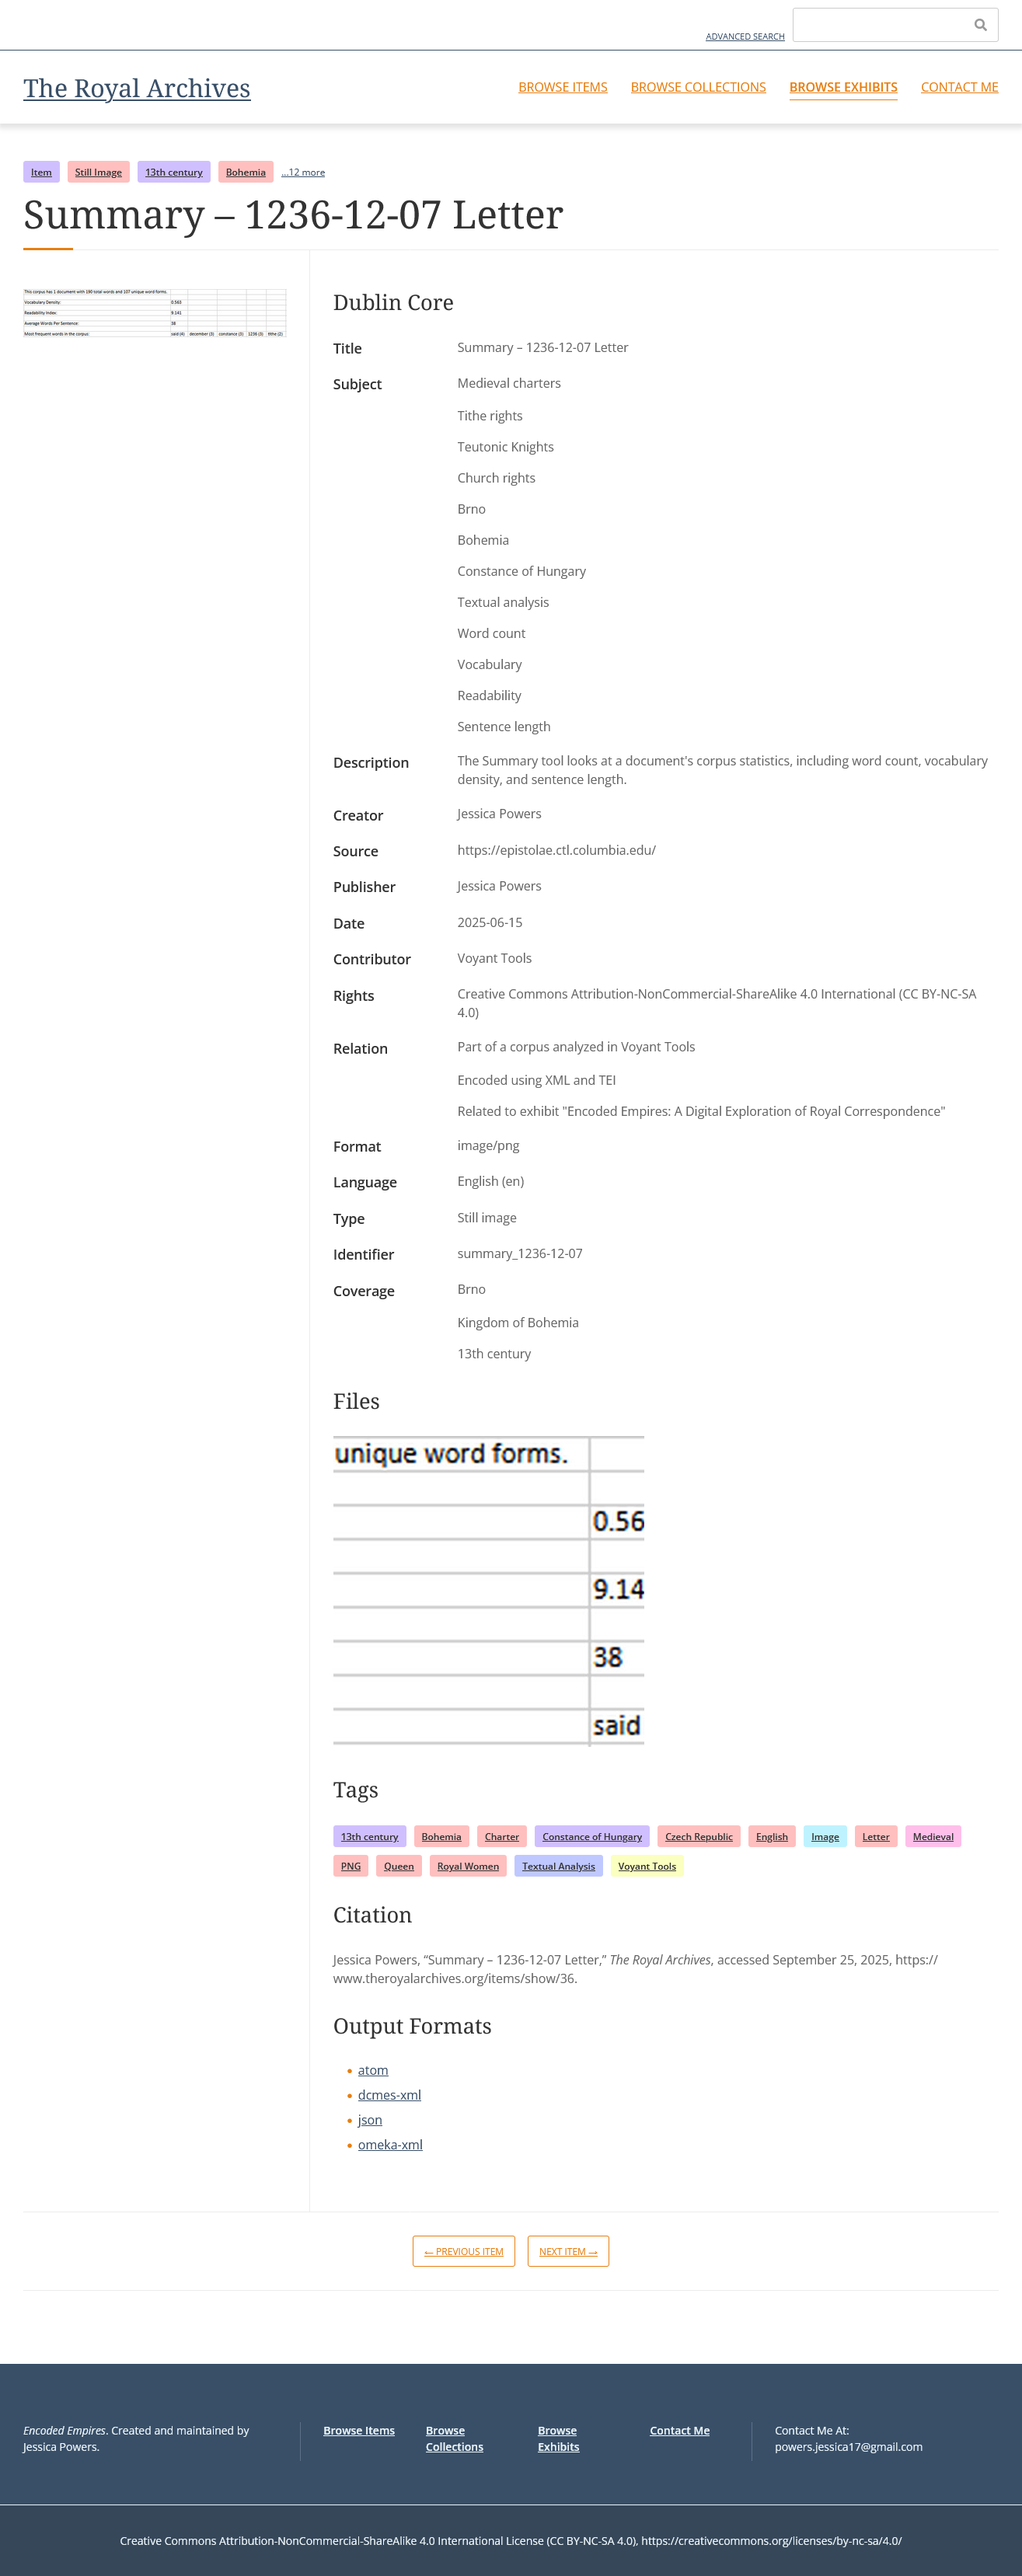 ADVANCED SEARCH
The Royal Archives
BROWSE ITEMS BROWSE COLLECTIONS BROWSE EXHIBITS CONTACT ME
Item Still Image 13th century Bohemia ...12 more
Summary – 1236-12-07 Letter
This corpus has 1 document with 190 total words and 107 unique word forms.
Vocabulary Density: 0.563
Readability Index: 9.141
Average Words Per Sentence: 38
Most frequent words in the corpus: said (4) december (3) constance (3) 1236 (3) tithe (2)
Dublin Core
Title Summary – 1236-12-07 Letter
Subject Medieval charters
Tithe rights
Teutonic Knights
Church rights
Brno
Bohemia
Constance of Hungary
Textual analysis
Word count
Vocabulary
Readability
Sentence length
Description The Summary tool looks at a document's corpus statistics, including word count, vocabulary
density, and sentence length.
Creator Jessica Powers
Source https://epistolae.ctl.columbia.edu/
Publisher Jessica Powers
Date 2025-06-15
Contributor Voyant Tools
Rights Creative Commons Attribution-NonCommercial-ShareAlike 4.0 International (CC BY-NC-SA
4.0)
Relation Part of a corpus analyzed in Voyant Tools
Encoded using XML and TEI
Related to exhibit "Encoded Empires: A Digital Exploration of Royal Correspondence"
Format image/png
Language English (en)
Type Still image
Identifier summary_1236-12-07
Coverage Brno
Kingdom of Bohemia
13th century
Files
unique word forms.
0.56
9.14
38
said
Tags
13th century Bohemia Charter Constance of Hungary Czech Republic English Image Letter Medieval
PNG Queen Royal Women Textual Analysis Voyant Tools
Citation
Jessica Powers, “Summary – 1236-12-07 Letter,” The Royal Archives, accessed September 25, 2025, https://
www.theroyalarchives.org/items/show/36.
Output Formats
atom
dcmes-xml
json
omeka-xml
← PREVIOUS ITEM NEXT ITEM →
Encoded Empires. Created and maintained by
Jessica Powers.
Browse Items
Browse
Collections
Browse
Exhibits
Contact Me
Contact Me At:
powers.jessica17@gmail.com
Creative Commons Attribution-NonCommercial-ShareAlike 4.0 International License (CC BY-NC-SA 4.0), https://creativecommons.org/licenses/by-nc-sa/4.0/